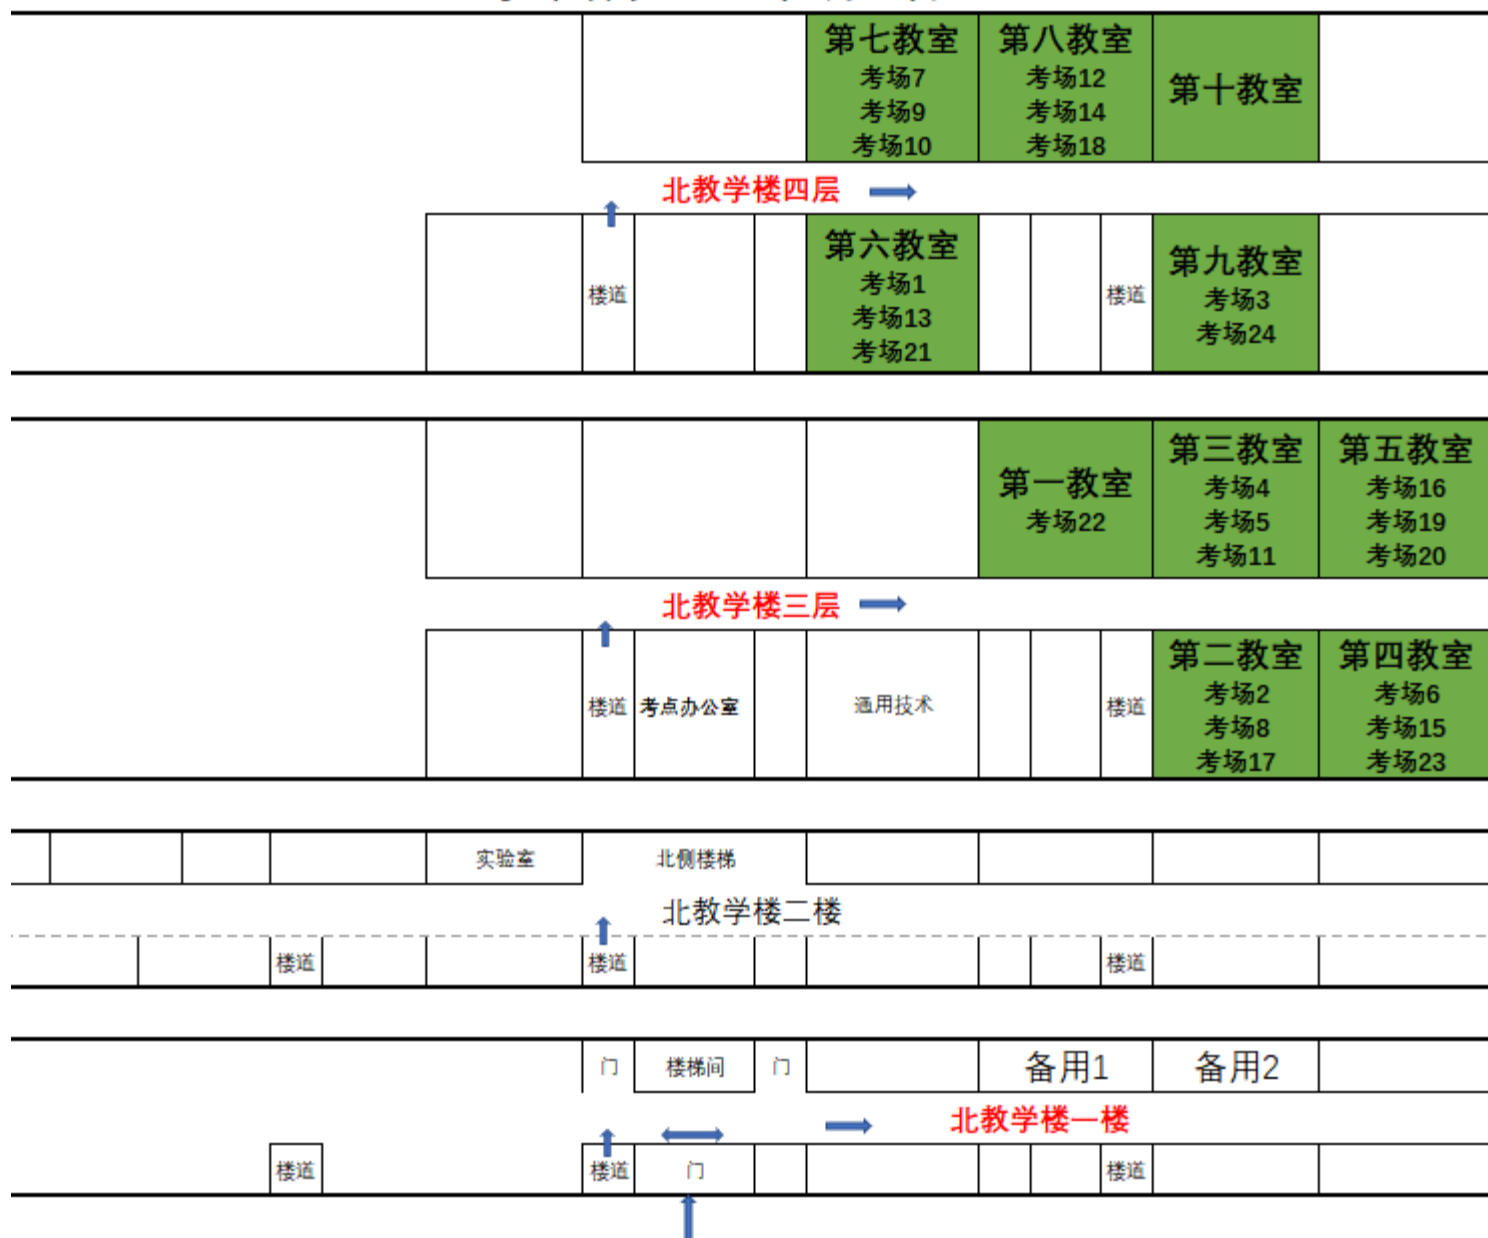 第七教室
考场7
考场9
考场10
第八教室
考场12
考场14
考场18
第十教室
北教学楼四层
楼道
第六教室
考场1
考场13
考场21
楼道
第九教室
考场3
考场24
第一教室
考场22
第三教室
考场4
考场5
考场11
第五教室
考场16
考场19
考场20
北教学楼三层
楼道
考点办公室
通用技术
楼道
第二教室
考场2
考场8
考场17
第四教室
考场6
考场15
考场23
实验室
北侧楼梯
北教学楼二楼
楼道
楼道
楼道
门
楼梯间
门
备用1
备用2
北教学楼一楼
楼道
楼道
门
楼道